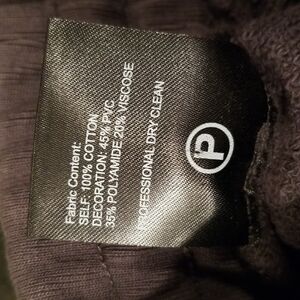 Fabric Content:
SELF: 100% COTTON
DECORATION: 45% PVC
35% POLYAMIDE 20% VISCOSE
PROFESSIONAL DRY CLEAN
P